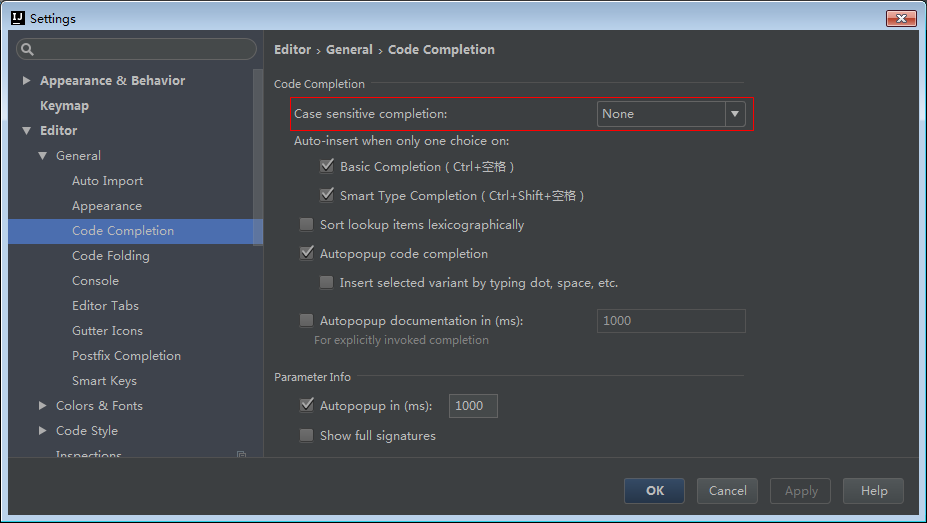 Settings
Appearance & Behavior
Keymap
Editor
General
Auto Import
Appearance
Code Completion
Code Folding
Console
Editor Tabs
Gutter Icons
Postfix Completion
Smart Keys
Colors & Fonts
Code Style
Inspections
Editor › General › Code Completion
Code Completion
Case sensitive completion: None
Auto-insert when only one choice on:
Basic Completion ( Ctrl+空格 )
Smart Type Completion ( Ctrl+Shift+空格 )
Sort lookup items lexicographically
Autopopup code completion
Insert selected variant by typing dot, space, etc.
Autopopup documentation in (ms): 1000
For explicitly invoked completion
Parameter Info
Autopopup in (ms): 1000
Show full signatures
OK Cancel Apply Help